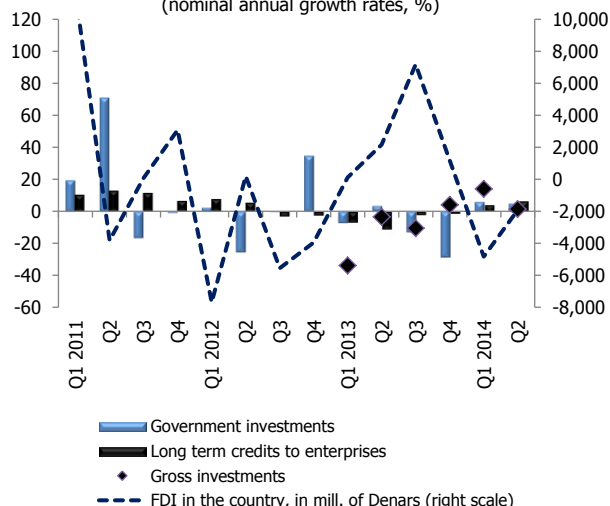 (nominal annual growth rates, %)
120
100
80
60
40
20
0
-20
-40
-60
10,000
8,000
6,000
4,000
2,000
0
-2,000
-4,000
-6,000
-8,000
Q1 2011
Q2
Q3
Q4
Q1 2012
Q2
Q3
Q4
Q1 2013
Q2
Q3
Q4
Q1 2014
Q2
Government investments
Long term credits to enterprises
Gross investments
FDI in the country, in mill. of Denars (right scale)